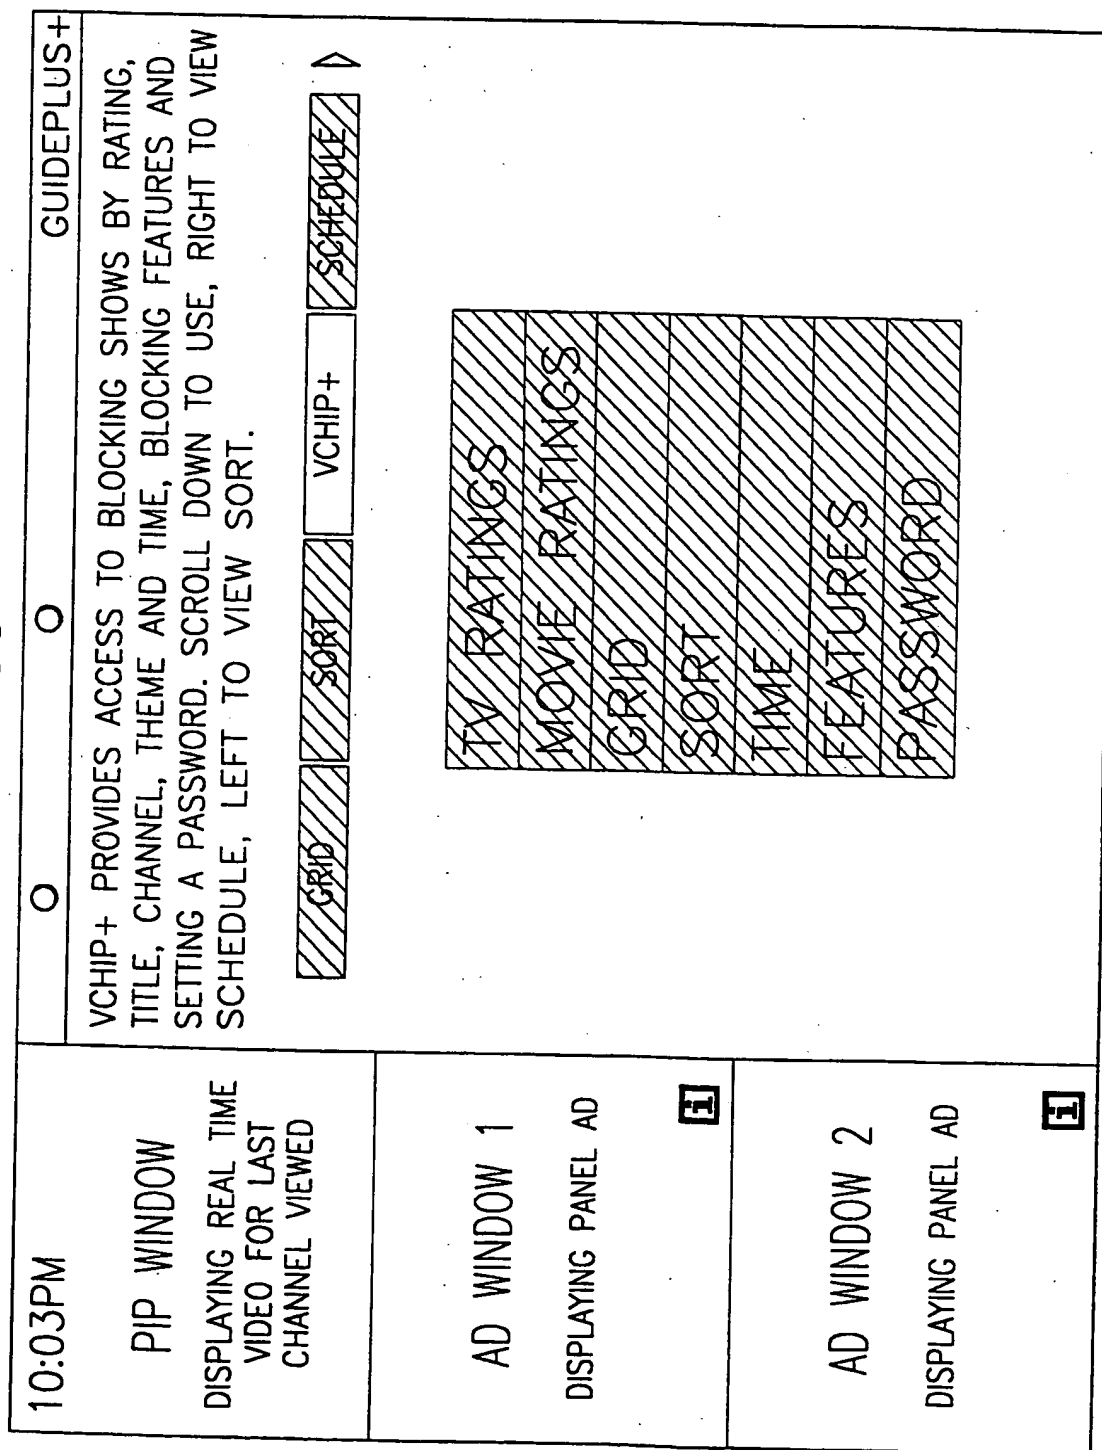 10:03PM
GUIDEPLUS+
PIP WINDOW
DISPLAYING REAL TIME
VIDEO FOR LAST
CHANNEL VIEWED
AD WINDOW 1
DISPLAYING PANEL AD
i
AD WINDOW 2
DISPLAYING PANEL AD
i
VCHIP+ PROVIDES ACCESS TO BLOCKING SHOWS BY RATING,
TITLE, CHANNEL, THEME AND TIME, BLOCKING FEATURES AND
SETTING A PASSWORD. SCROLL DOWN TO USE, RIGHT TO VIEW
SCHEDULE, LEFT TO VIEW SORT.
GRID SORT VCHIP+ SCHEDULE
TV RATINGS
MOVIE RATINGS
GRID
SORT
TIME
FEATURES
PASSWORD